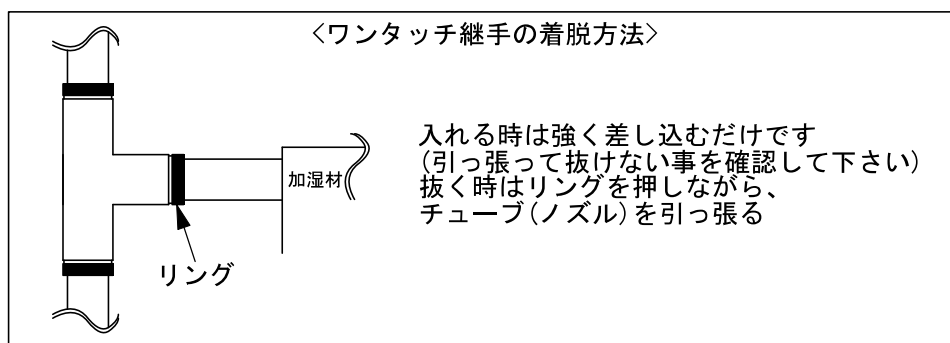 <ワンタッチ継手の着脱方法>
入れる時は強く差し込むだけです
(引っ張って抜けない事を確認して下さい)
抜く時はリングを押しながら、
チューブ(ノズル)を引っ張る
加湿材
リング